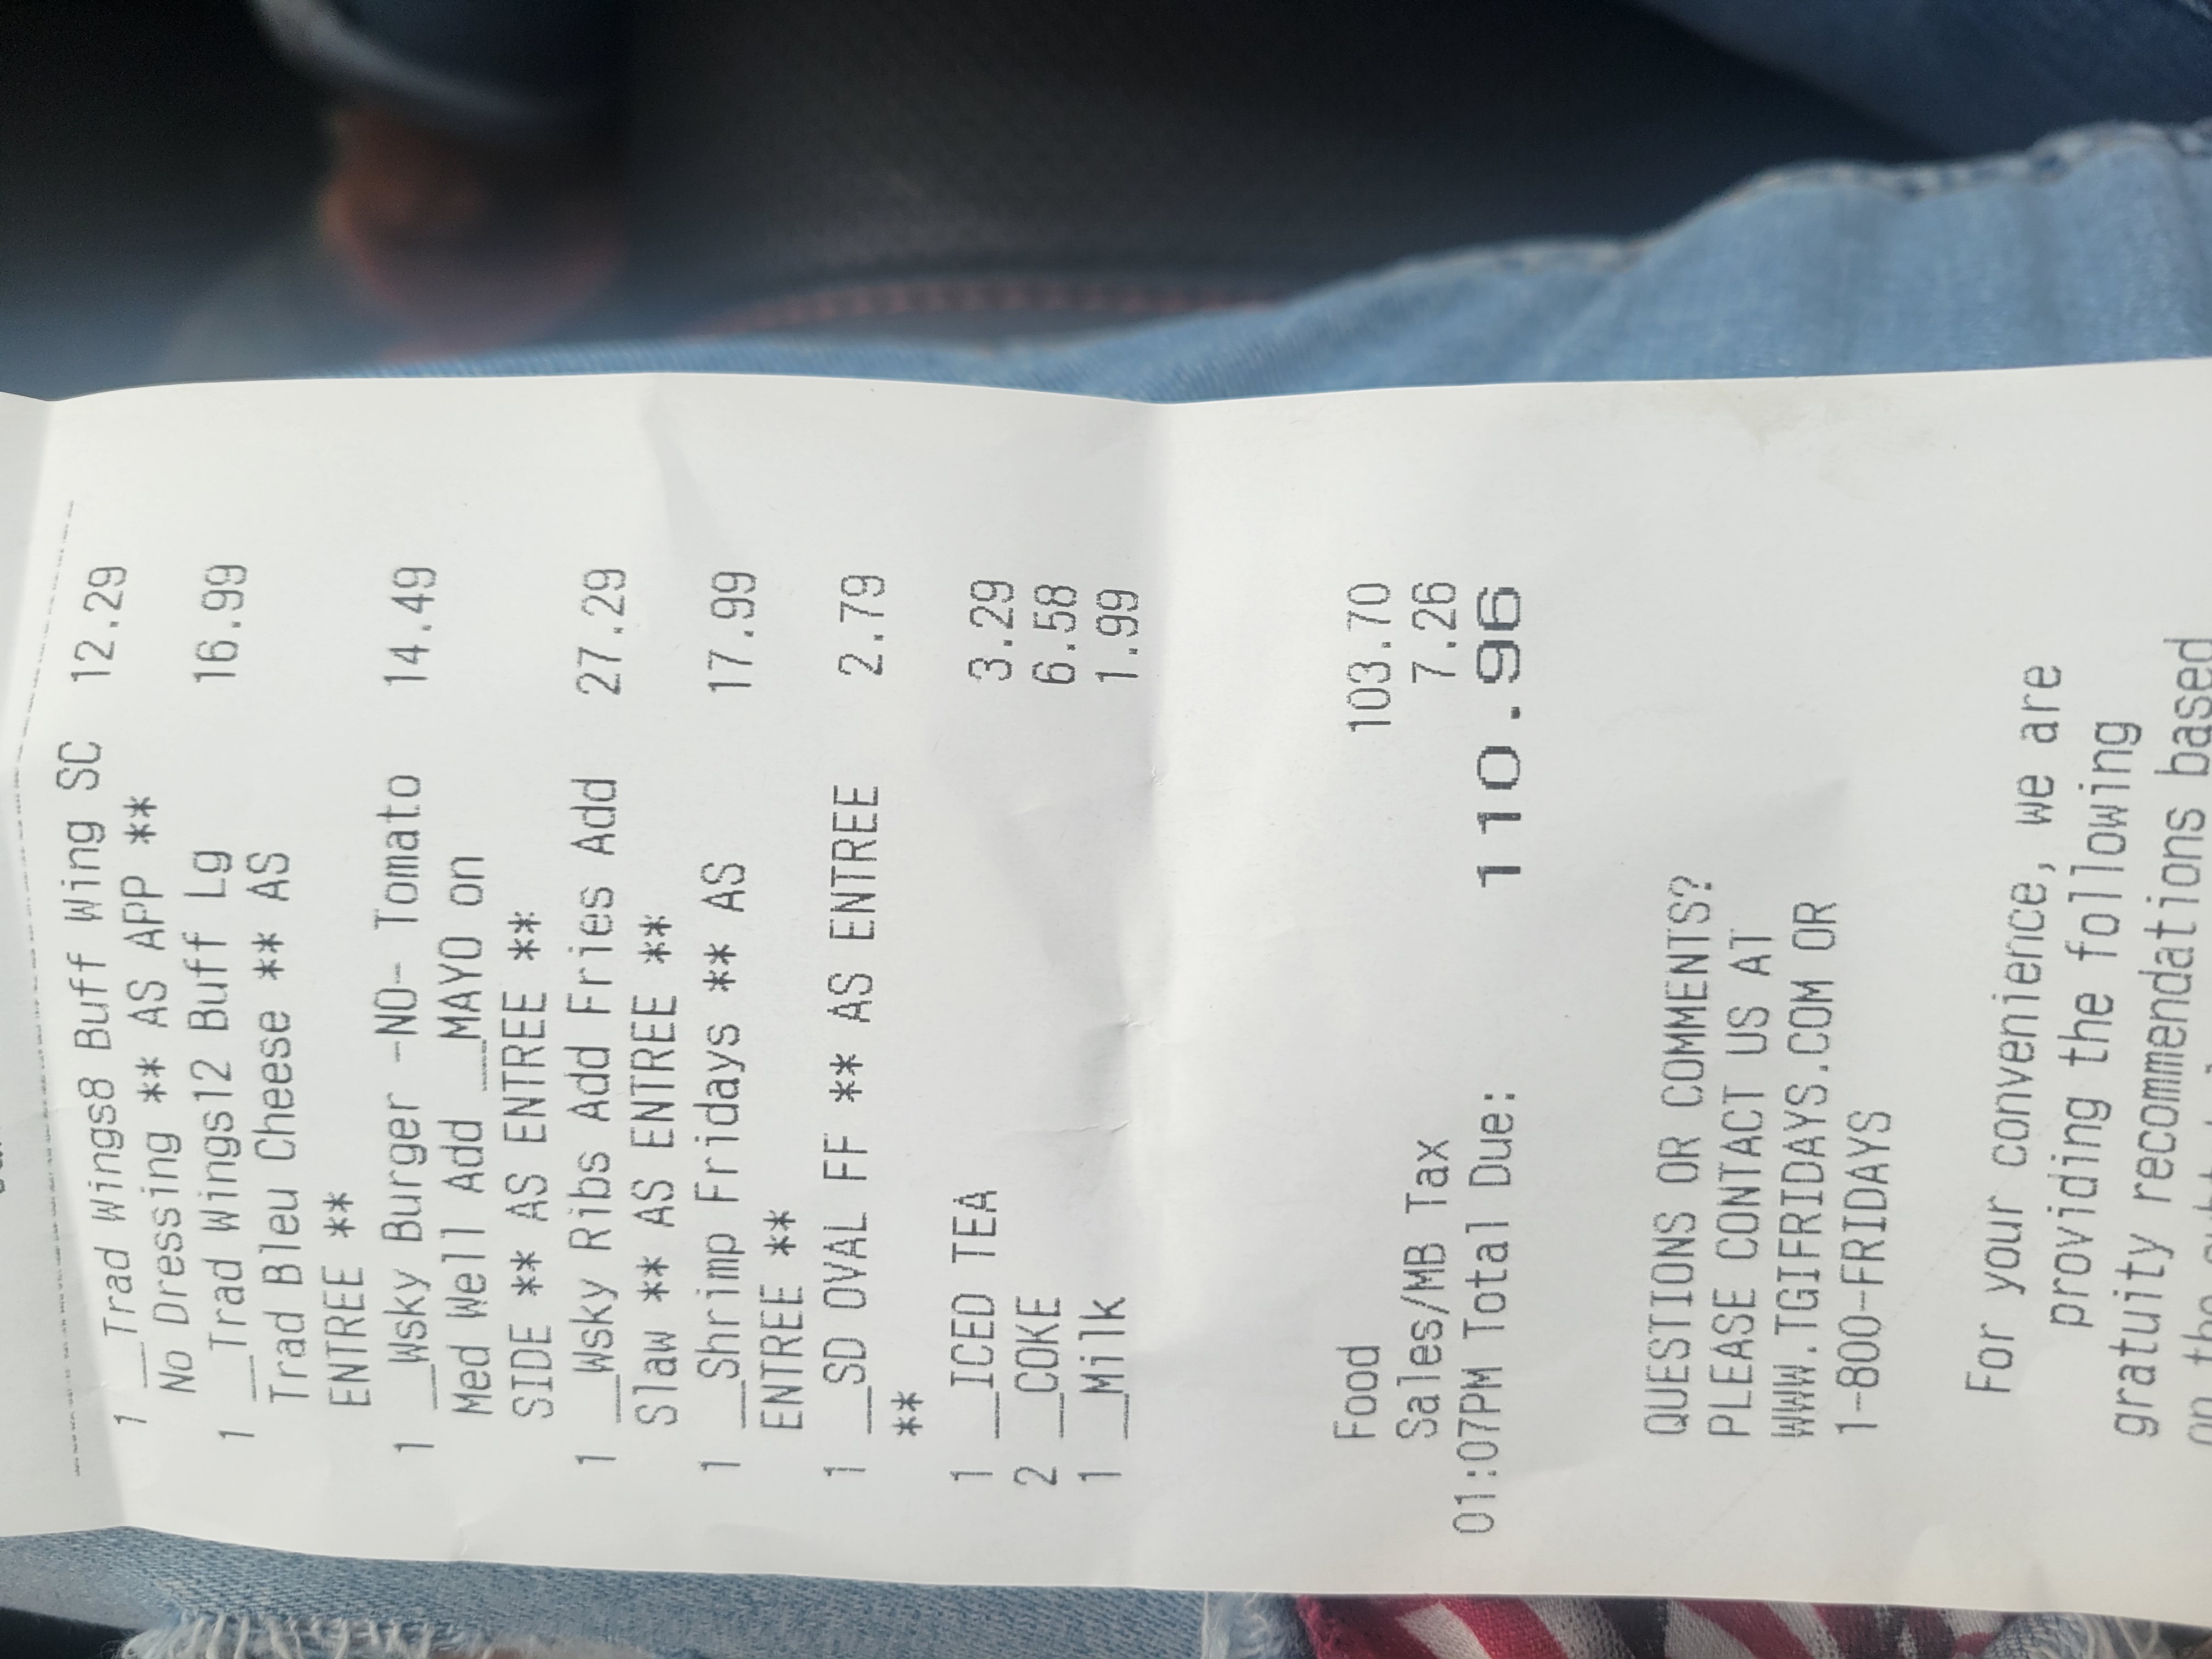 1 __Trad Wings8 Buff Wing SC 12.29
No Dressing ** AS APP **
1 __Trad Wings12 Buff Lg 16.99
Trad Bleu Cheese ** AS
ENTREE **
1 __Wsky Burger -NO- Tomato 14.49
Med Well Add __MAYO on
SIDE ** AS ENTREE **
1 __Wsky Ribs Add Fries Add 27.29
Slaw ** AS ENTREE **
1 __Shrimp Fridays ** AS 17.99
ENTREE **
1 __SD OVAL FF ** AS ENTREE 2.79
**
1 __ICED TEA 3.29
2 __COKE 6.58
1 __Milk 1.99
Food 103.70
Sales/MB Tax 7.26
01:07PM Total Due: 110.96
QUESTIONS OR COMMENTS?
PLEASE CONTACT US AT
WWW.TGIFRIDAYS.COM OR
1-800-FRIDAYS
For your convenience, we are
providing the following
gratuity recommendations based
on the